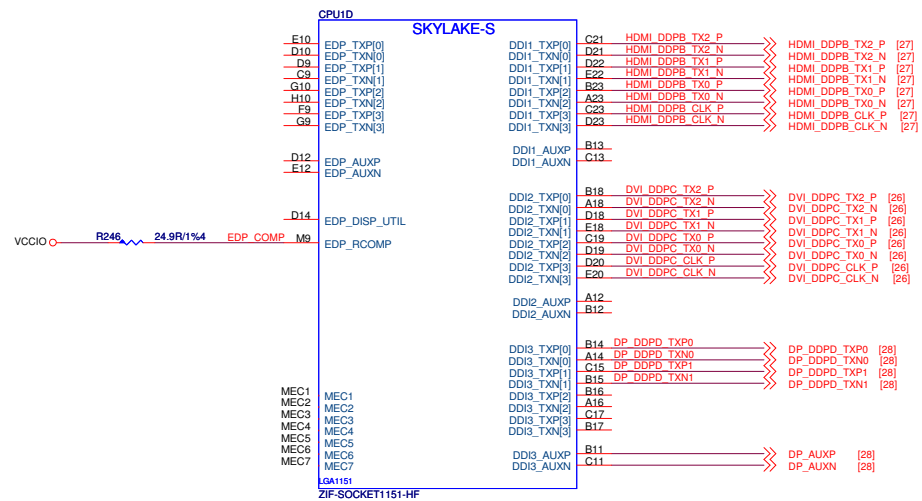 CPU1D
SKYLAKE-S
E10 EDP_TXP[0] DDI1_TXP[0] C21 HDMI_DDPB_TX2_P HDMI_DDPB_TX2_P [27]
D10 EDP_TXN[0] DDI1_TXN[0] D21 HDMI_DDPB_TX2_N HDMI_DDPB_TX2_N [27]
D9 EDP_TXP[1] DDI1_TXP[1] D22 HDMI_DDPB_TX1_P HDMI_DDPB_TX1_P [27]
C9 EDP_TXN[1] DDI1_TXN[1] E22 HDMI_DDPB_TX1_N HDMI_DDPB_TX1_N [27]
G10 EDP_TXP[2] DDI1_TXP[2] B23 HDMI_DDPB_TX0_P HDMI_DDPB_TX0_P [27]
H10 EDP_TXN[2] DDI1_TXN[2] A23 HDMI_DDPB_TX0_N HDMI_DDPB_TX0_N [27]
F9 EDP_TXP[3] DDI1_TXP[3] C23 HDMI_DDPB_CLK_P HDMI_DDPB_CLK_P [27]
G9 EDP_TXN[3] DDI1_TXN[3] D23 HDMI_DDPB_CLK_N HDMI_DDPB_CLK_N [27]
DDI1_AUXP B13
D12 EDP_AUXP DDI1_AUXN C13
E12 EDP_AUXN
DDI2_TXP[0] B18 DVI_DDPC_TX2_P DVI_DDPC_TX2_P [26]
DDI2_TXN[0] A18 DVI_DDPC_TX2_N DVI_DDPC_TX2_N [26]
D14 EDP_DISP_UTIL DDI2_TXP[1] D18 DVI_DDPC_TX1_P DVI_DDPC_TX1_P [26]
DDI2_TXN[1] E18 DVI_DDPC_TX1_N DVI_DDPC_TX1_N [26]
VCCIO R246 24.9R/1%4 EDP_COMP M9 EDP_RCOMP DDI2_TXP[2] C19 DVI_DDPC_TX0_P DVI_DDPC_TX0_P [26]
DDI2_TXN[2] D19 DVI_DDPC_TX0_N DVI_DDPC_TX0_N [26]
DDI2_TXP[3] D20 DVI_DDPC_CLK_P DVI_DDPC_CLK_P [26]
DDI2_TXN[3] E20 DVI_DDPC_CLK_N DVI_DDPC_CLK_N [26]
DDI2_AUXP A12
DDI2_AUXN B12
DDI3_TXP[0] B14 DP_DDPD_TXP0 DP_DDPD_TXP0 [28]
DDI3_TXN[0] A14 DP_DDPD_TXN0 DP_DDPD_TXN0 [28]
DDI3_TXP[1] C15 DP_DDPD_TXP1 DP_DDPD_TXP1 [28]
DDI3_TXN[1] B15 DP_DDPD_TXN1 DP_DDPD_TXN1 [28]
MEC1 MEC1 DDI3_TXP[2] B16
MEC2 MEC2 DDI3_TXN[2] A16
MEC3 MEC3 DDI3_TXP[3] C17
MEC4 MEC4 DDI3_TXN[3] B17
MEC5 MEC5
MEC6 MEC6 DDI3_AUXP B11 DP_AUXP [28]
MEC7 MEC7 DDI3_AUXN C11 DP_AUXN [28]
LGA1151
ZIF-SOCKET1151-HF